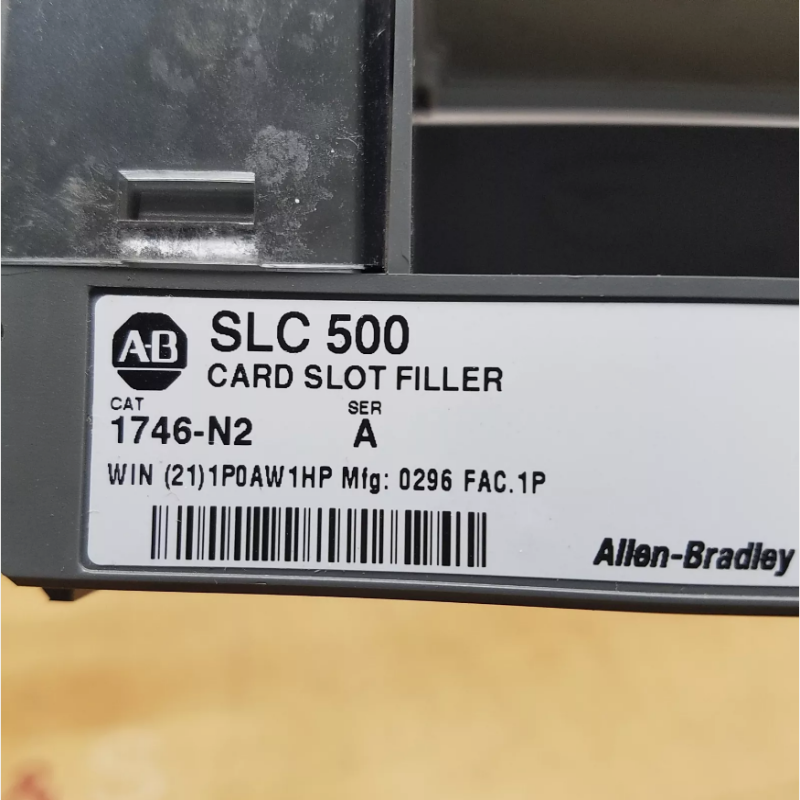 A-B
SLC 500
CARD SLOT FILLER
CAT SER
1746-N2 A
WIN (21)1P0AW1HP Mfg: 0296 FAC.1P
Allen-Bradley